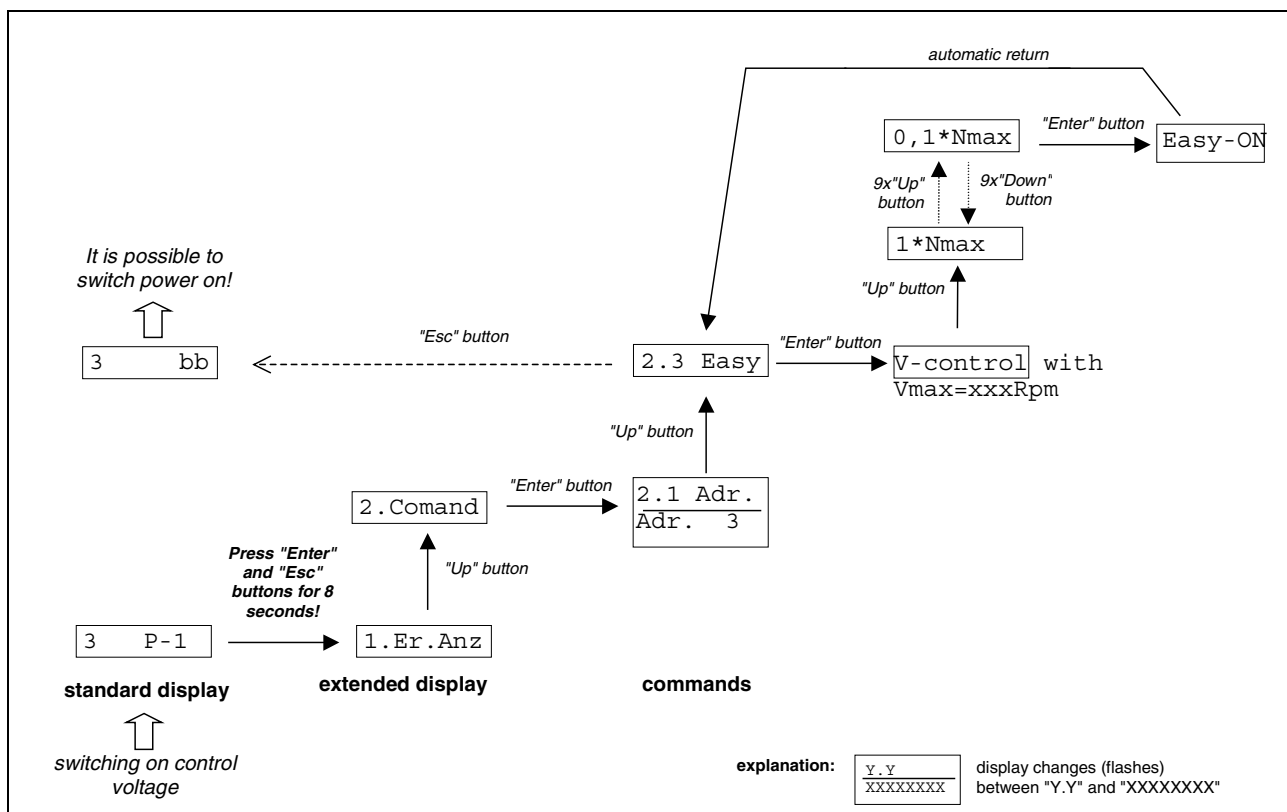 automatic return
0,1*Nmax
"Enter" button
Easy-ON
9x"Up"
button
9x"Down"
button
1*Nmax
It is possible to
switch power on!
"Up" button
3 bb
"Esc" button
2.3 Easy
"Enter" button
V-control with
Vmax=xxxRpm
"Up" button
2.Comand
"Enter" button
2.1 Adr.
Adr. 3
Press "Enter"
and "Esc"
buttons for 8
seconds!
"Up" button
3 P-1
1.Er.Anz
standard display
extended display
commands
switching on control
voltage
explanation:
Y.Y
XXXXXXXX
display changes (flashes)
between "Y.Y" and "XXXXXXXX"